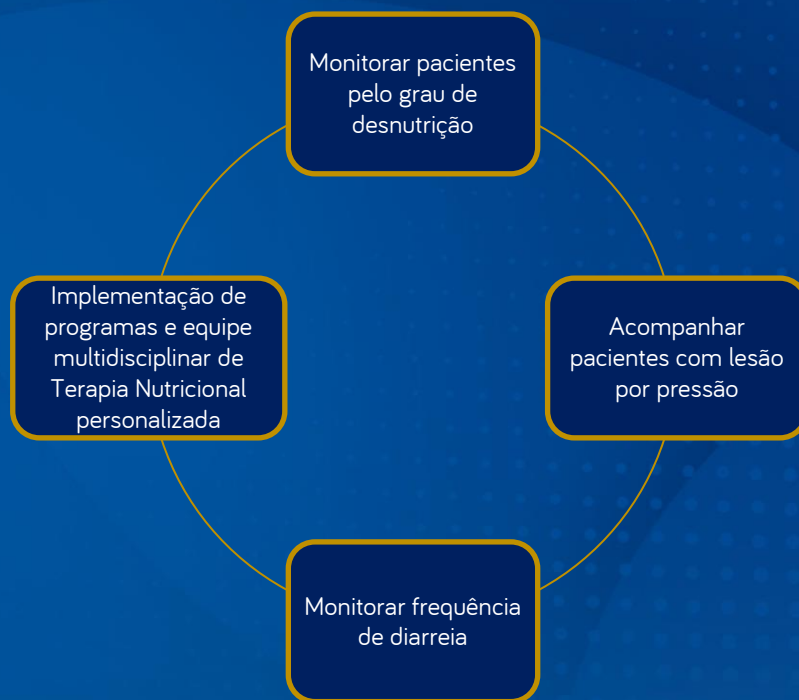 Monitorar pacientes
pelo grau de
desnutrição
Implementação de
programas e equipe
multidisciplinar de
Terapia Nutricional
personalizada
Acompanhar
pacientes com lesão
por pressão
Monitorar frequência
de diarreia